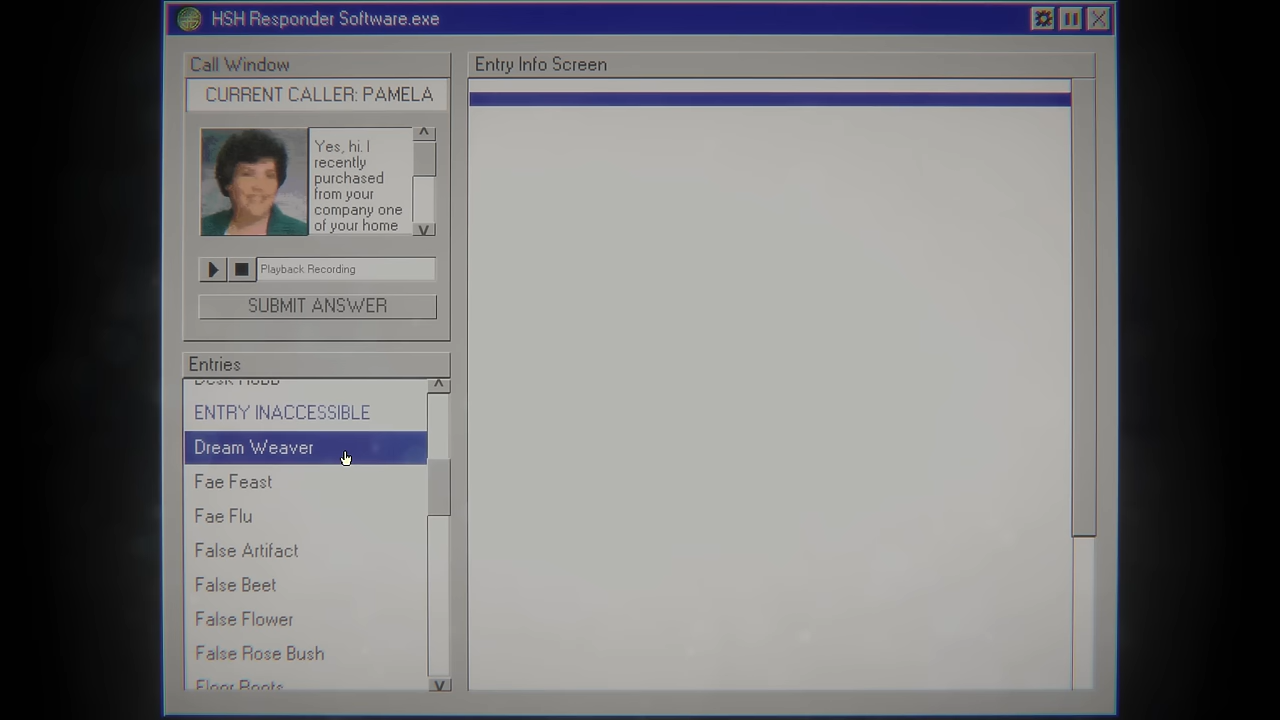 HSH Responder Software.exe
Call Window
CURRENT CALLER: PAMELA
Yes, hi. I
recently
purchased
from your
company one
of your home
Playback Recording
SUBMIT ANSWER
Entries
ENTRY INACCESSIBLE
Dream Weaver
Fae Feast
Fae Flu
False Artifact
False Beet
False Flower
False Rose Bush
Floor Roots
Entry Info Screen